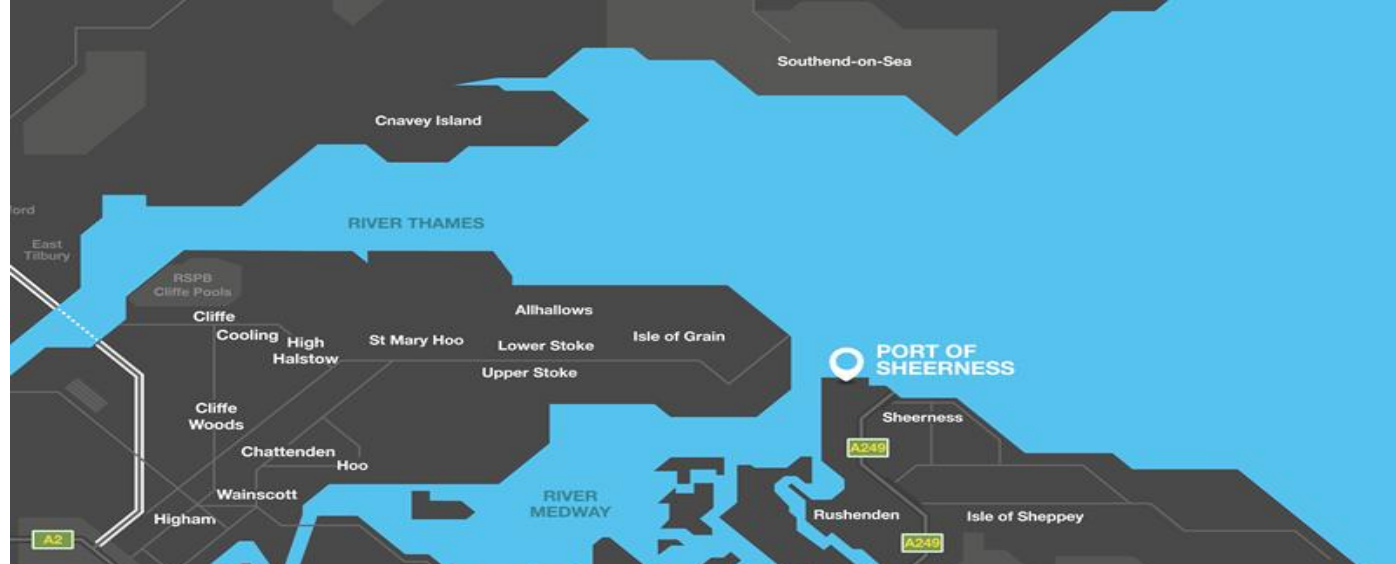 Southend-on-Sea
Cnavey Island
RIVER THAMES
East
Tilbury
RSPB
Cliffe Pools
Cliffe
Cooling
High
Halstow
St Mary Hoo
Allhallows
Lower Stoke
Isle of Grain
Upper Stoke
PORT OF
SHEERNESS
Cliffe
Woods
Sheerness
Chattenden
A249
Hoo
Wainscott
RIVER
MEDWAY
Higham
Rushenden
Isle of Sheppey
A2
A249